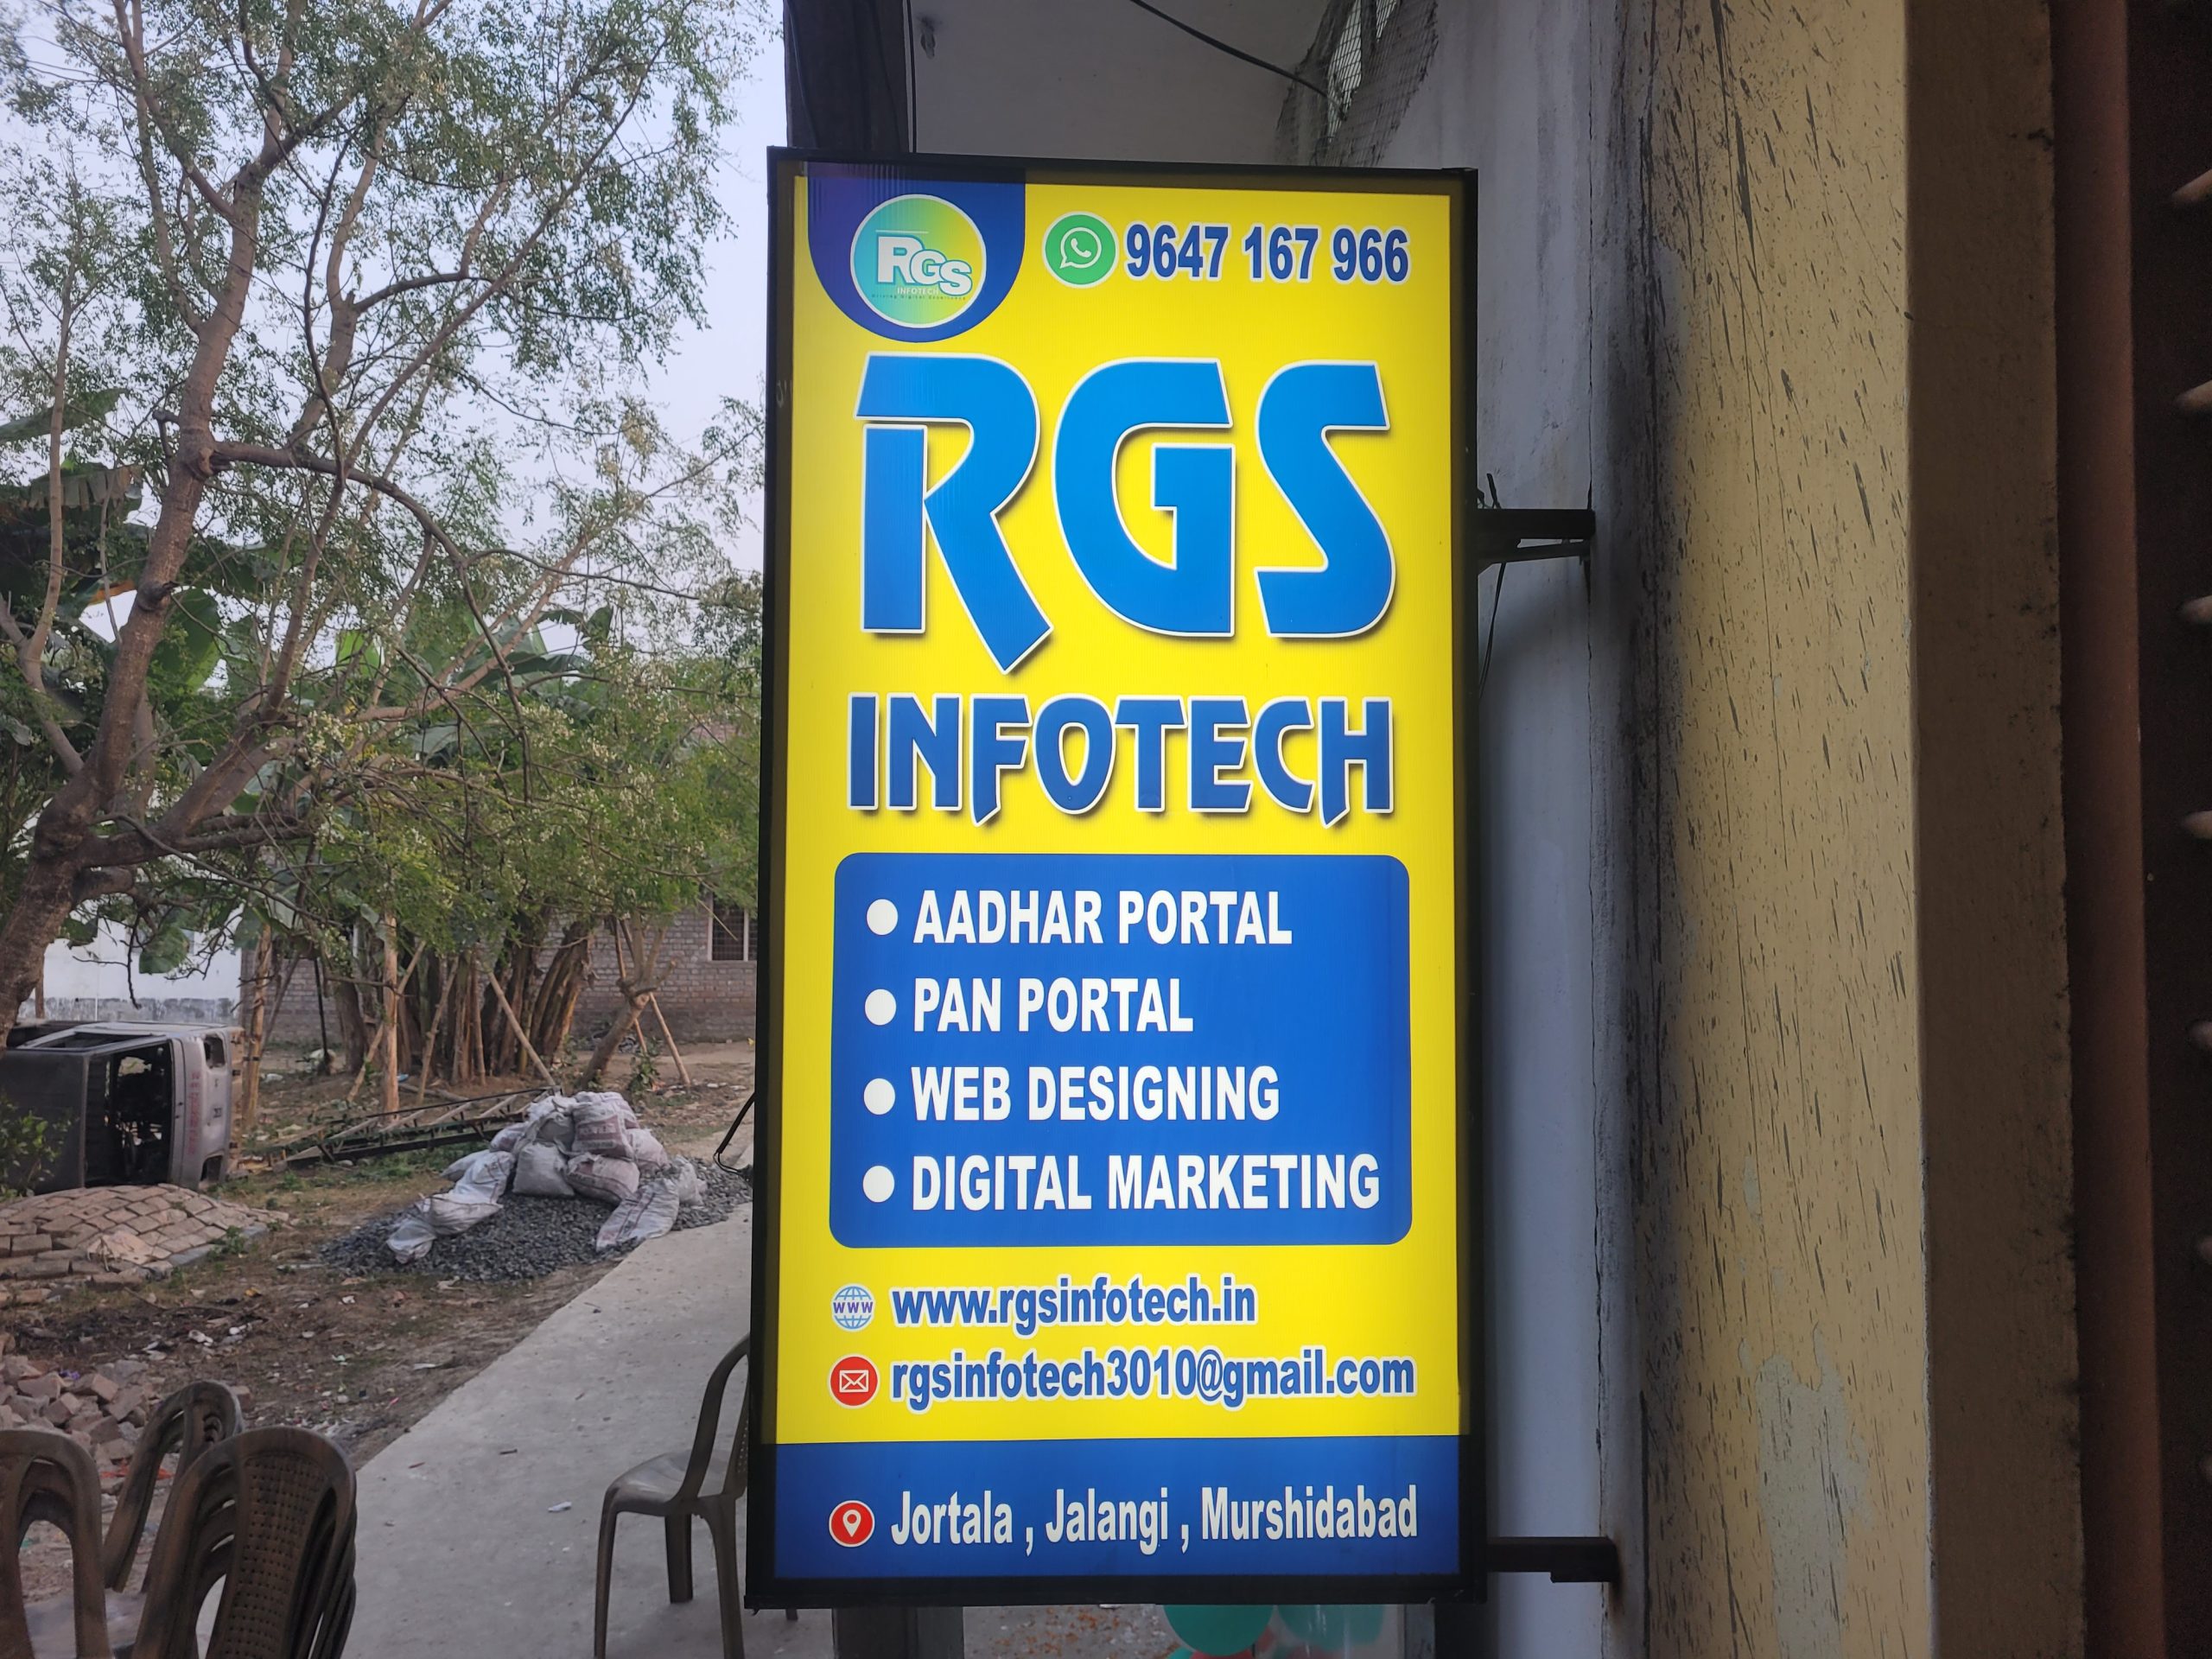 RGS
INFOTECH
9647 167 966
RGS
INFOTECH
AADHAR PORTAL
PAN PORTAL
WEB DESIGNING
DIGITAL MARKETING
www
www.rgsinfotech.in
rgsinfotech3010@gmail.com
Jortala , Jalangi , Murshidabad